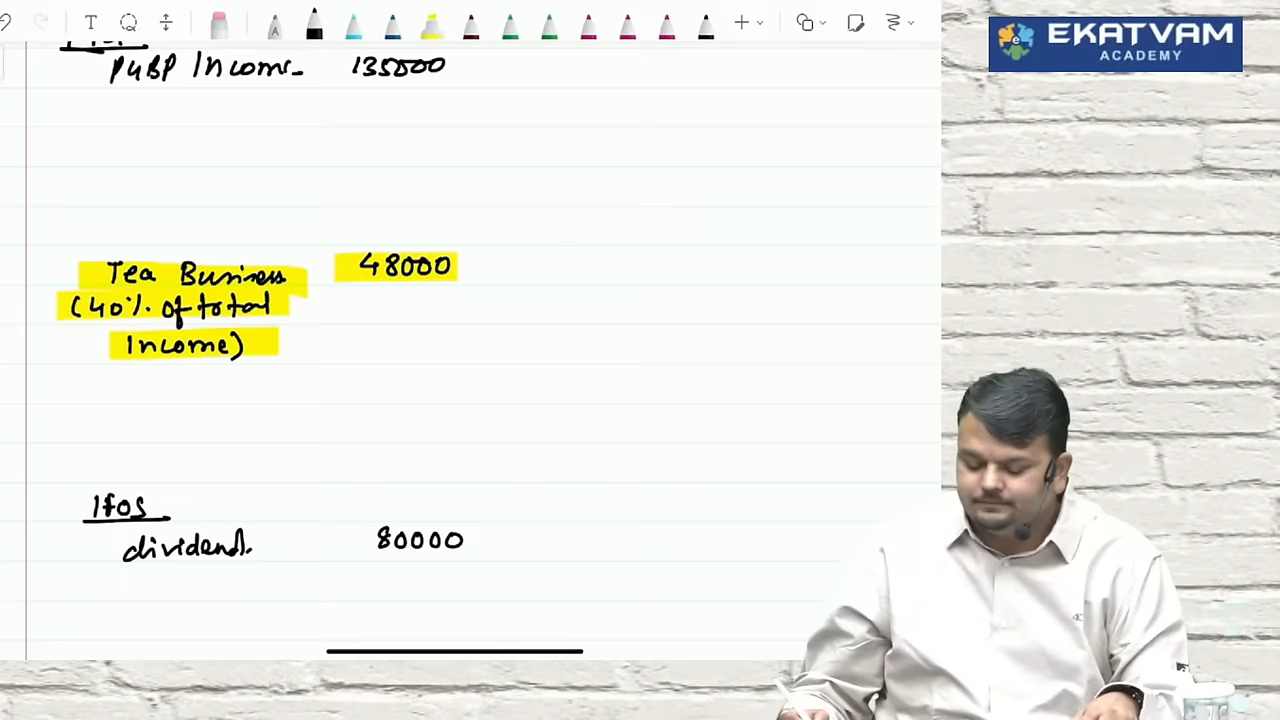 EKATVAM
ACADEMY
PGBP Income 135000
Tea Business 48000
(40% of total
Income)
Ifos
dividend. 80000